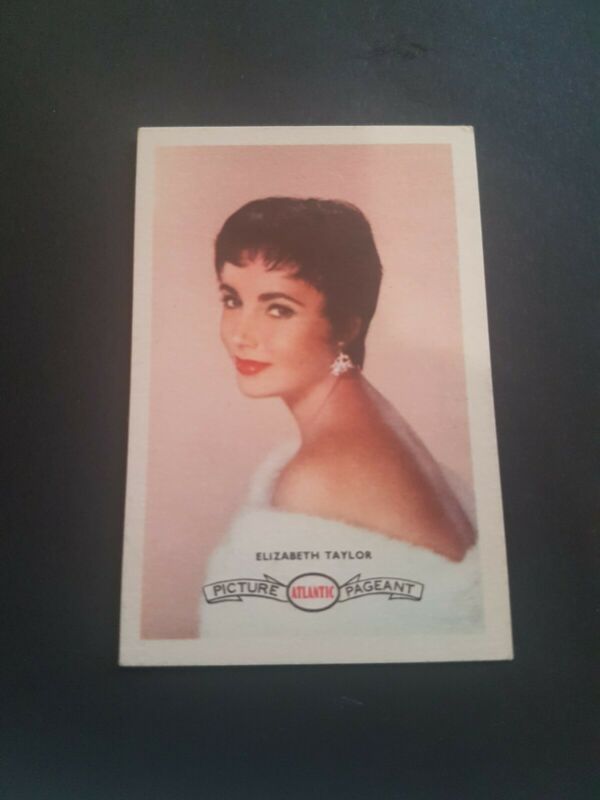 ELIZABETH TAYLOR
PICTURE ATLANTIC PAGEANT